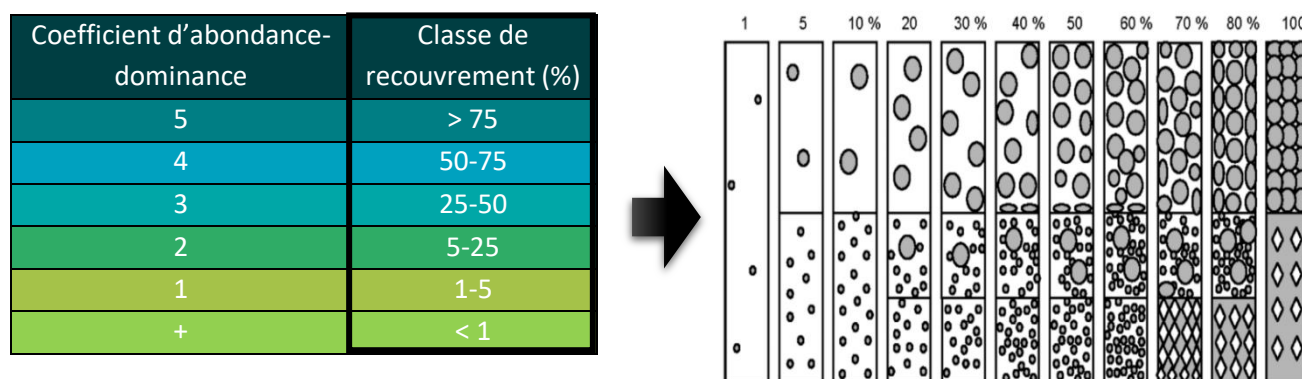 Coefficient d’abondance-
dominance
Classe de
recouvrement (%)
5
> 75
4
50-75
3
25-50
2
5-25
1
1-5
+
< 1
1 5 10 % 20 30 % 40 % 50 60 % 70 % 80 % 100